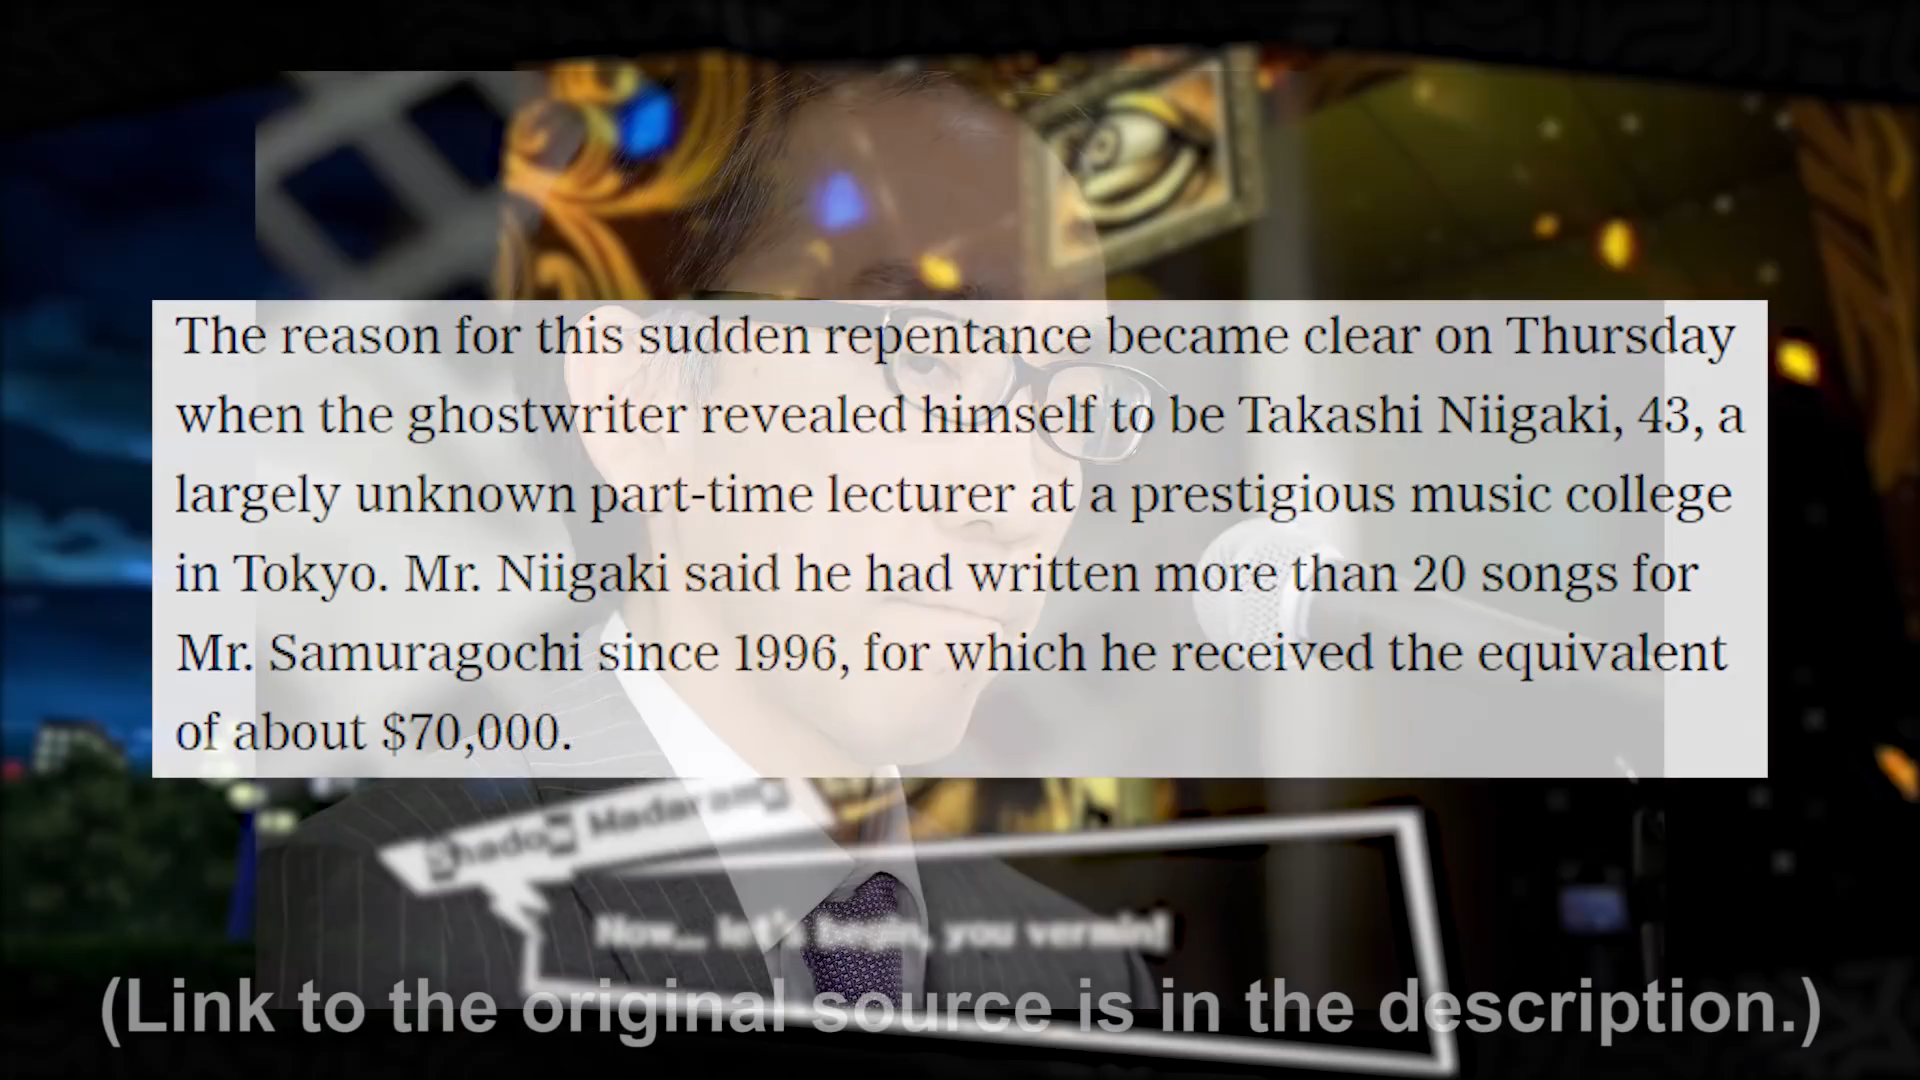 The reason for this sudden repentance became clear on Thursday
when the ghostwriter revealed himself to be Takashi Niigaki, 43, a
largely unknown part-time lecturer at a prestigious music college
in Tokyo. Mr. Niigaki said he had written more than 20 songs for
Mr. Samuragochi since 1996, for which he received the equivalent
of about $70,000.
Shadow Madarame
Now... let's begin, you vermin!
(Link to the original source is in the description.)